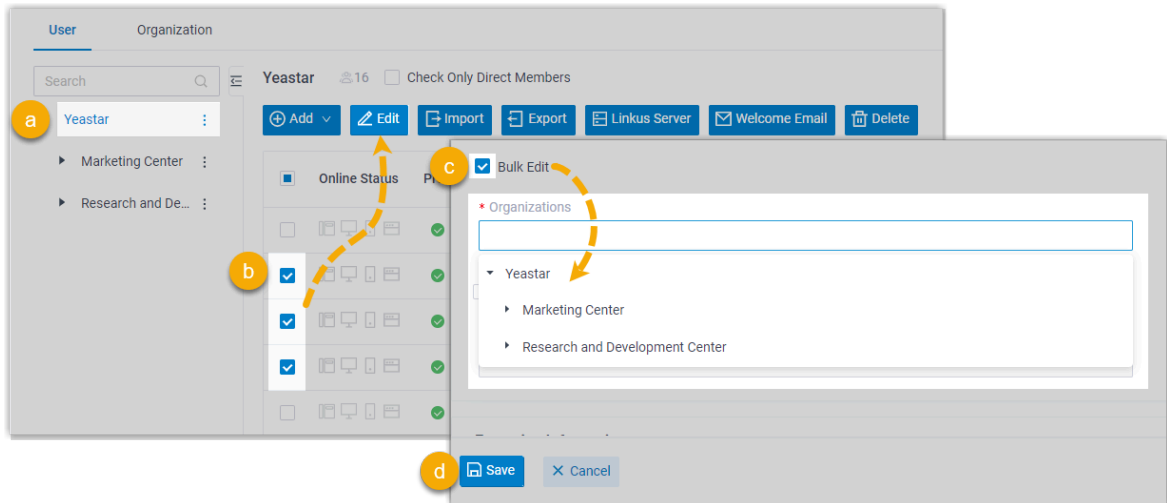 User
Organization
Search
Yeastar
Marketing Center
Research and De...
Yeastar
16
Check Only Direct Members
Add
Edit
Import
Export
Linkus Server
Welcome Email
Delete
Online Status
a
b
c
Bulk Edit
* Organizations
Yeastar
Marketing Center
Research and Development Center
d
Save
Cancel